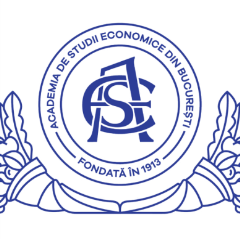 ACADEMIA DE STUDII ECONOMICE DIN BUCUREȘTI
ASE
FONDATĂ ÎN 1913